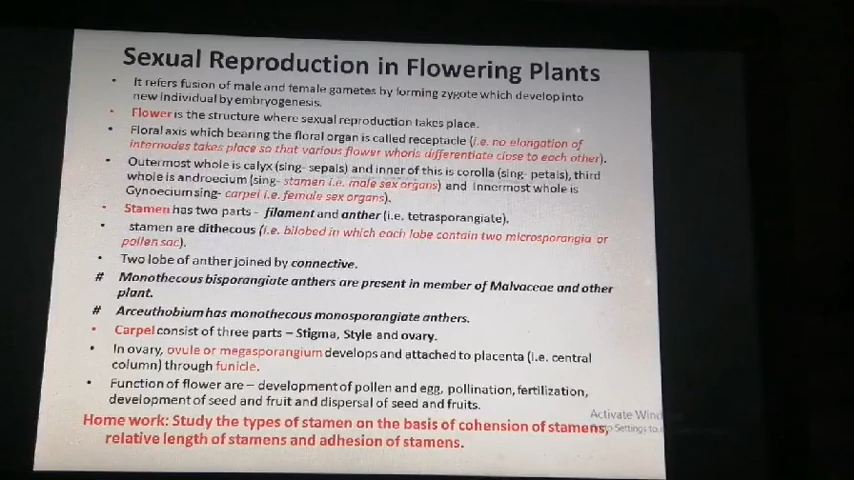 Sexual Reproduction in Flowering Plants
• It refers fusion of male and female gametes by forming zygote which develop into
new individual by embryogenesis.
• Flower is the structure where sexual reproduction takes place.
• Floral axis which bearing the floral organ is called receptacle (i.e. no elongation of
internodes takes place so that various flower whoris differentiate close to each other).
• Outermost whole is calyx (sing- sepals) and inner of this is corolla (sing- petals), third
whole is androecium (sing- stamen i.e. male sex organs) and innermost whole is
Gynoecium sing- carpel i.e. female sex organs).
• Stamen has two parts - filament and anther (i.e. tetrasporangiate).
• stamen are dithecous (i.e. bilobed in which each lobe contain two microsporangia or
pollen sac).
• Two lobe of anther joined by connective.
# Monothecous bisporangiate anthers are present in member of Malvaceae and other
plant.
# Arceuthobium has monothecous monosporangiate anthers.
• Carpel consist of three parts – Stigma, Style and ovary.
• In ovary, ovule or megasporangium develops and attached to placenta (i.e. central
column) through funicle.
• Function of flower are – development of pollen and egg, pollination, fertilization,
development of seed and fruit and dispersal of seed and fruits.
Home work: Study the types of stamen on the basis of cohension of stamens,
relative length of stamens and adhesion of stamens.
Activate Wind
Settings to